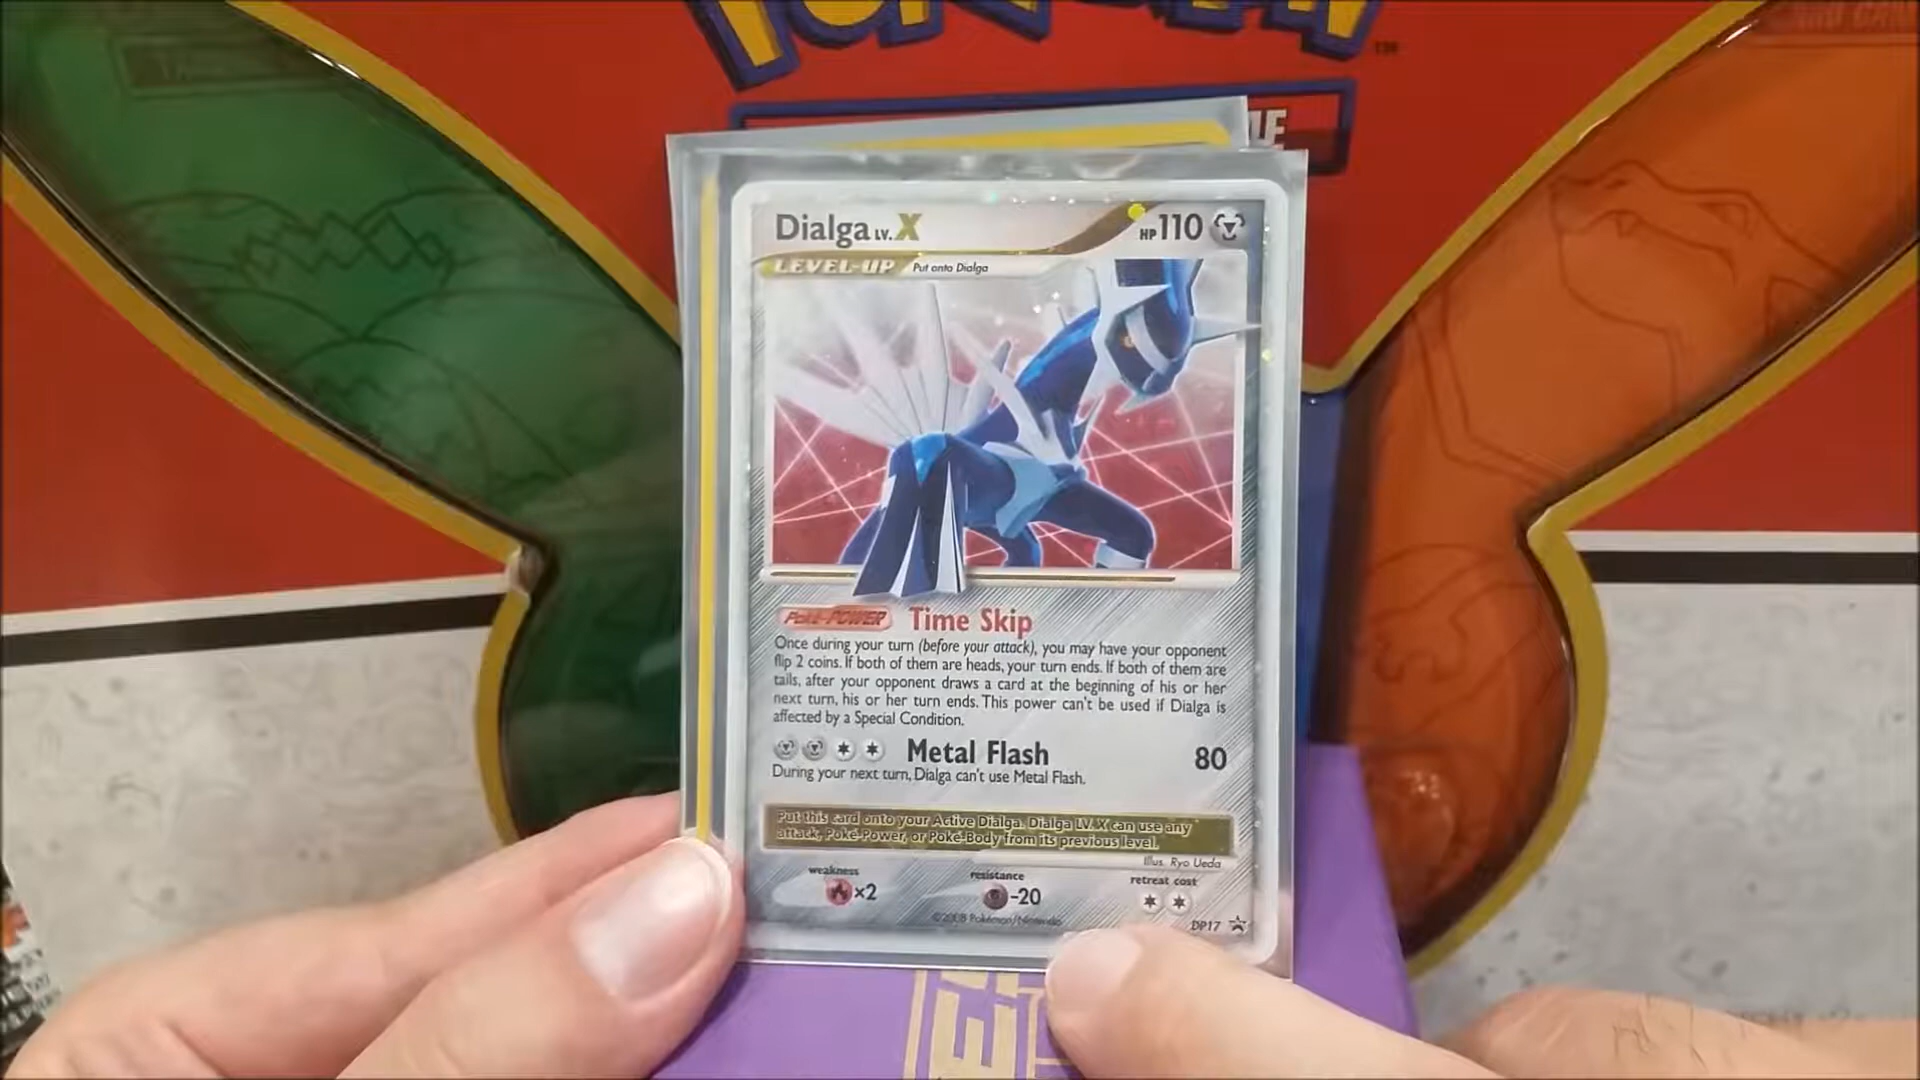 Dialga LV.X HP110
LEVEL-UP Put onto Dialga
Poké-POWER Time Skip
Once during your turn (before your attack), you may have your opponent
flip 2 coins. If both of them are heads, your turn ends. If both of them are
tails, after your opponent draws a card at the beginning of his or her
next turn, his or her turn ends. This power can't be used if Dialga is
affected by a Special Condition.
Metal Flash 80
During your next turn, Dialga can't use Metal Flash.
Put this card onto your Active Dialga. Dialga LV.X can use any
attack, Poké-Power, or Poké-Body from its previous level.
Illus. Ryo Ueda
weakness resistance retreat cost
×2 -20
©2008 Pokémon/Nintendo
DP17